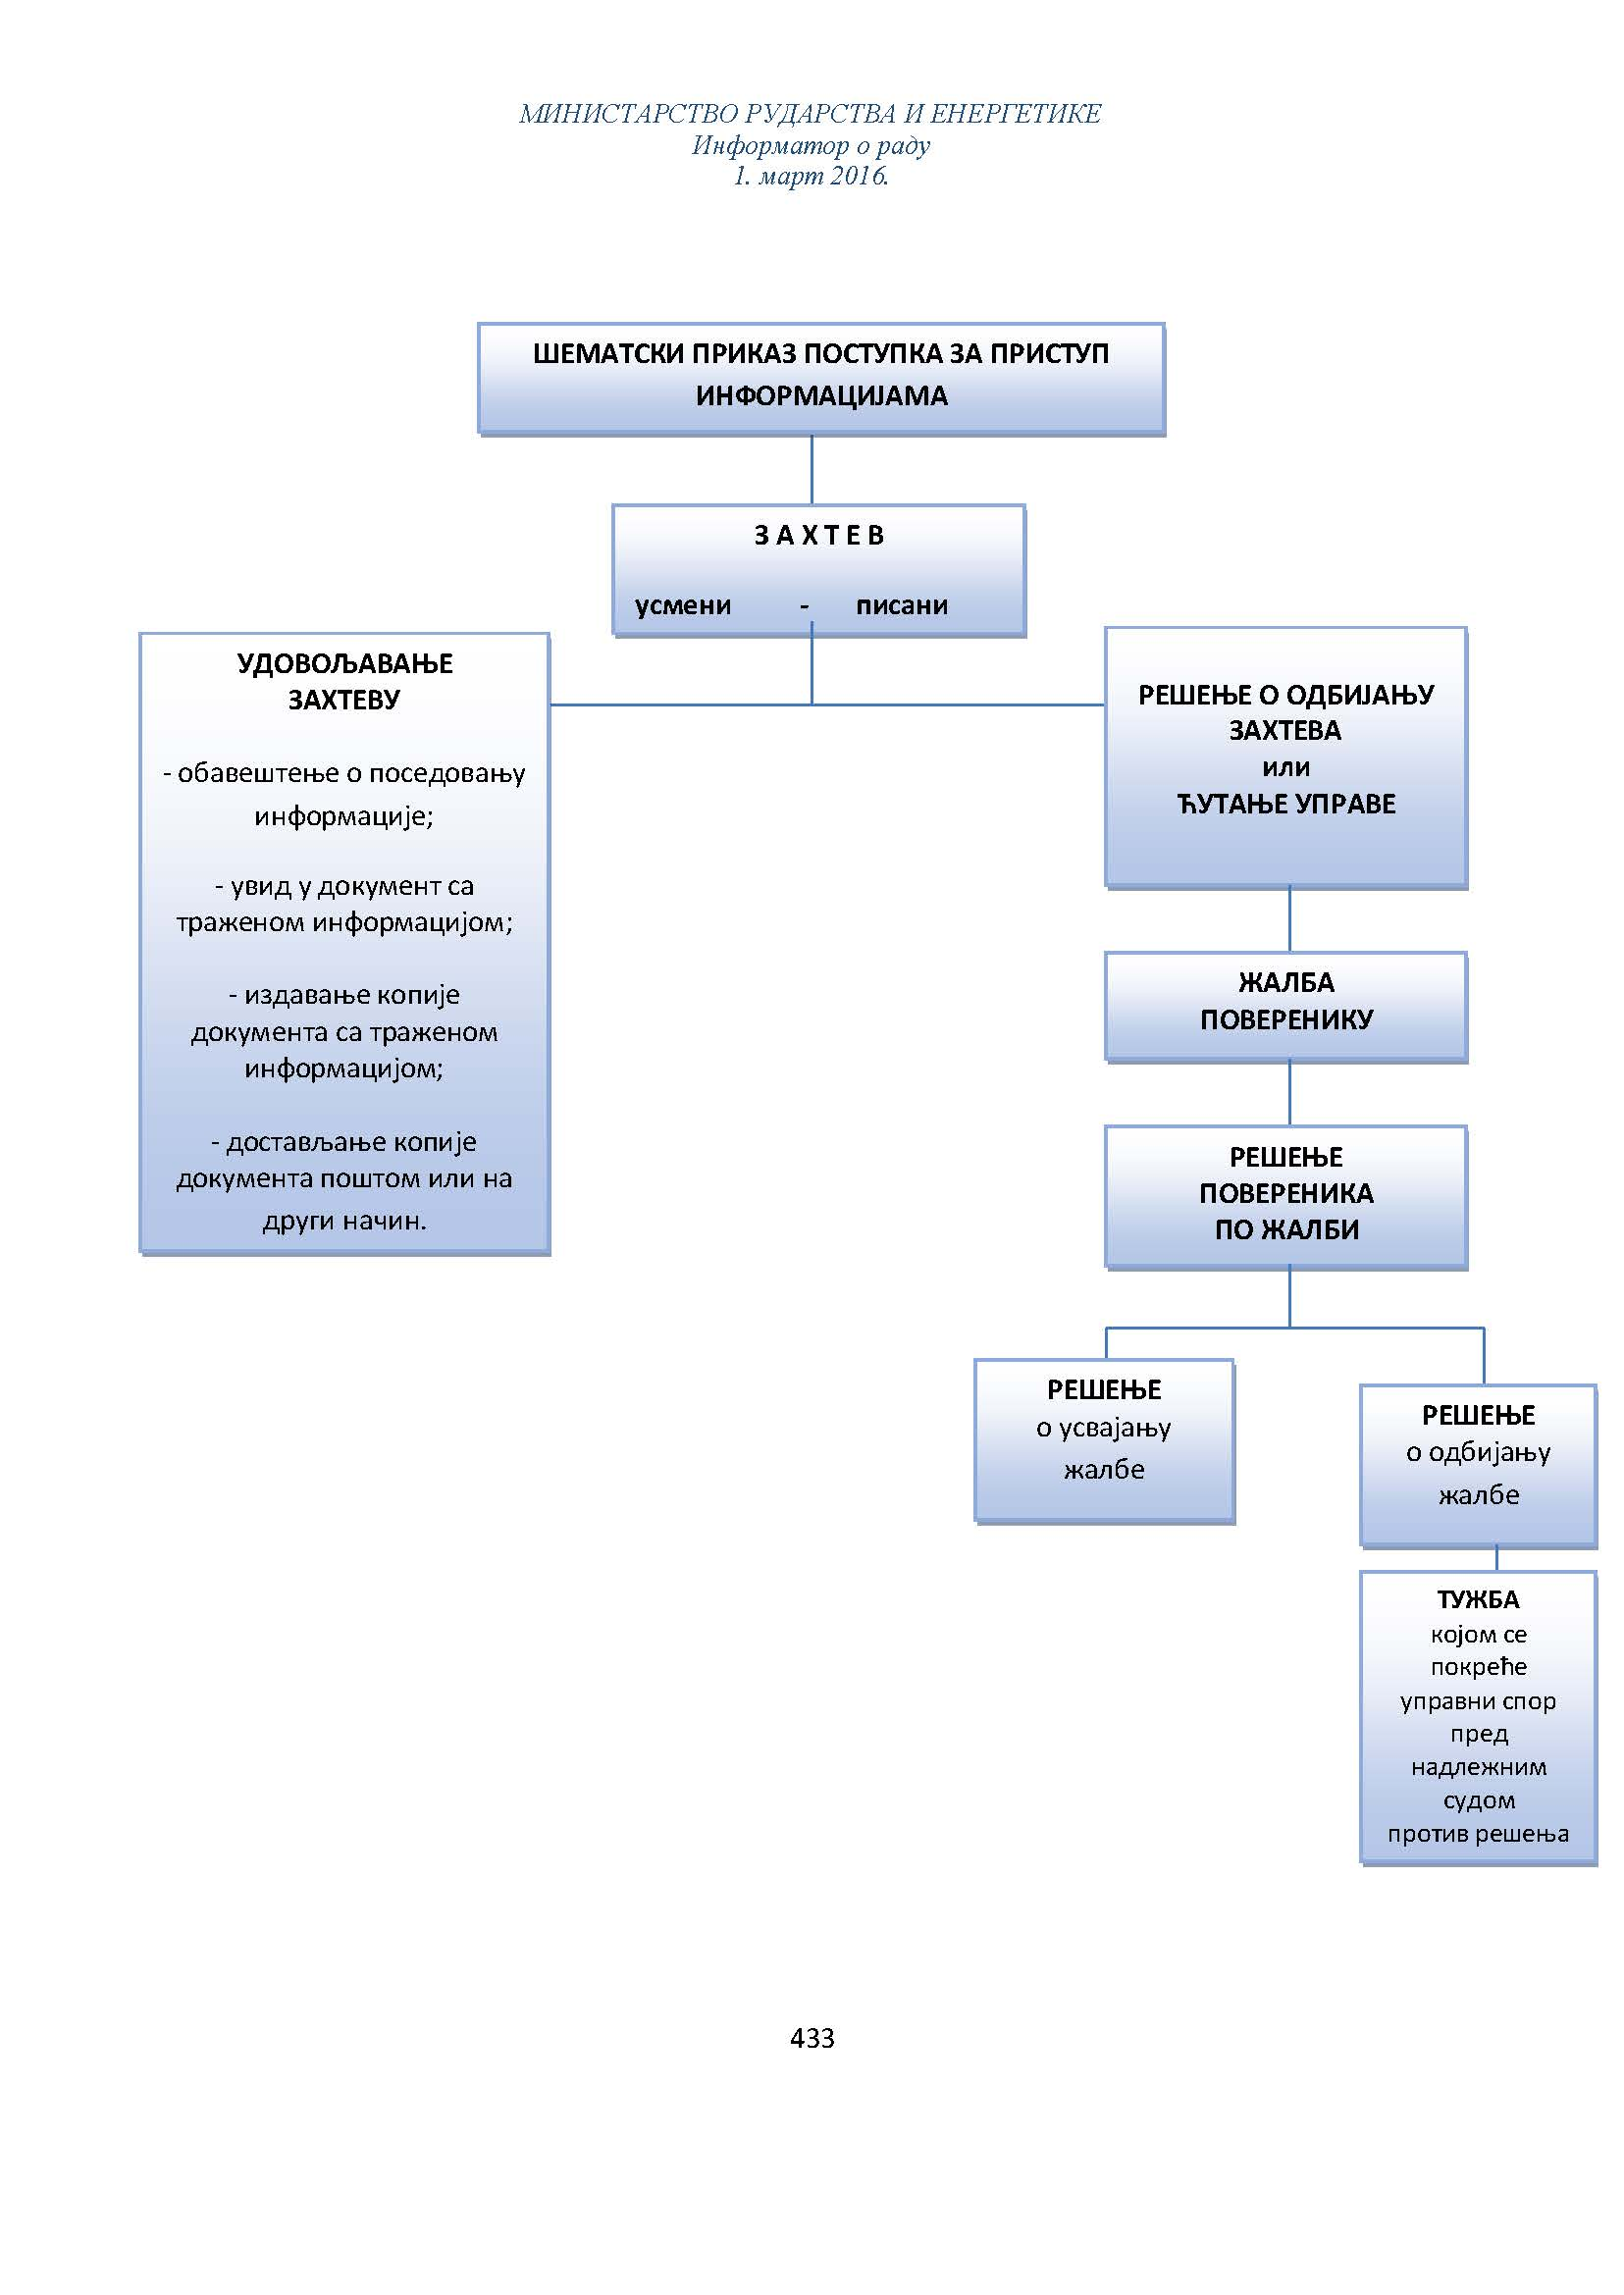 МИНИСТАРСТВО РУДАРСТВА И ЕНЕРГЕТИКЕ
Информатор о раду
1. март 2016.
ШЕМАТСКИ ПРИКАЗ ПОСТУПКА ЗА ПРИСТУП
ИНФОРМАЦИЈАМА
З А Х Т Е В
усмени - писани
УДОВОЉАВАЊЕ
ЗАХТЕВУ
- обавештење о поседовању
информације;
- увид у документ са
траженом информацијом;
- издавање копије
документа са траженом
информацијом;
- достављање копије
документа поштом или на
други начин.
РЕШЕЊЕ О ОДБИЈАЊУ
ЗАХТЕВА
или
ЋУТАЊЕ УПРАВЕ
ЖАЛБА
ПОВЕРЕНИКУ
РЕШЕЊЕ
ПОВЕРЕНИКА
ПО ЖАЛБИ
РЕШЕЊЕ
о усвајању
жалбе
РЕШЕЊЕ
о одбијању
жалбе
ТУЖБА
којом се
покреће
управни спор
пред
надлежним
судом
против решења
433